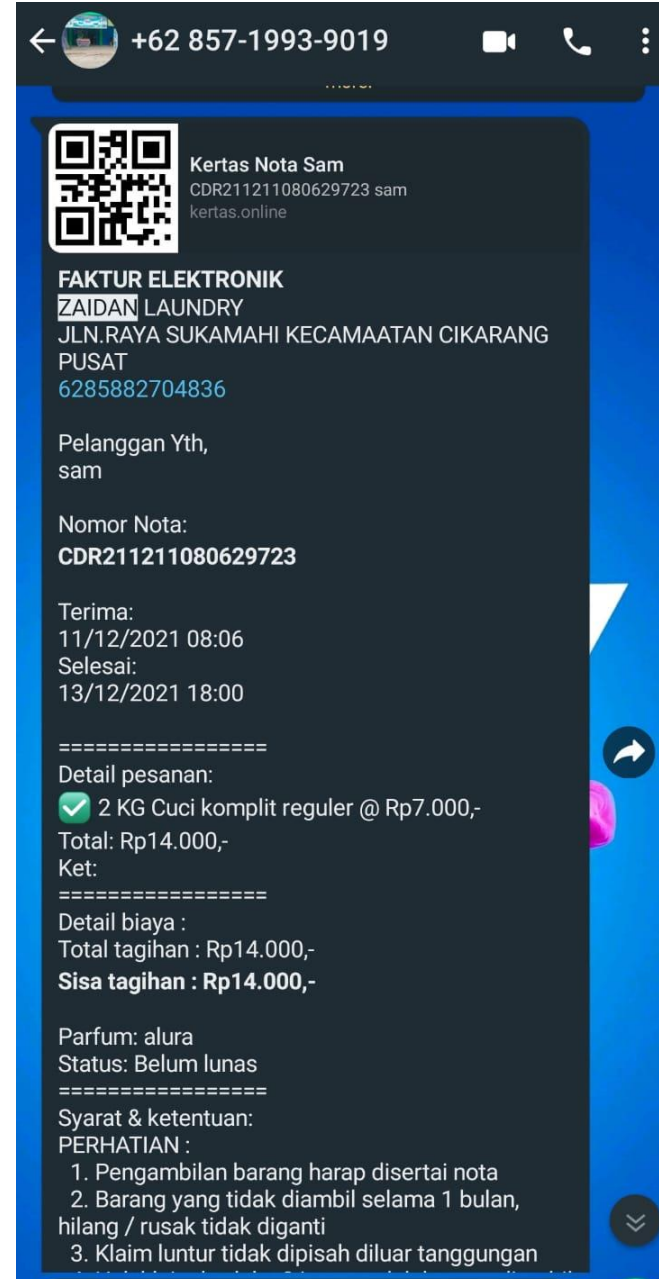 +62 857-1993-9019
Kertas Nota Sam
CDR211211080629723 sam
kertas.online
FAKTUR ELEKTRONIK
ZAIDAN LAUNDRY
JLN.RAYA SUKAMAHI KECAMAATAN CIKARANG
PUSAT
6285882704836
Pelanggan Yth,
sam
Nomor Nota:
CDR211211080629723
Terima:
11/12/2021 08:06
Selesai:
13/12/2021 18:00
=================
Detail pesanan:
✅ 2 KG Cuci komplit reguler @ Rp7.000,-
Total: Rp14.000,-
Ket:
=================
Detail biaya :
Total tagihan : Rp14.000,-
Sisa tagihan : Rp14.000,-
Parfum: alura
Status: Belum lunas
=================
Syarat & ketentuan:
PERHATIAN :
1. Pengambilan barang harap disertai nota
2. Barang yang tidak diambil selama 1 bulan,
hilang / rusak tidak diganti
3. Klaim luntur tidak dipisah diluar tanggungan